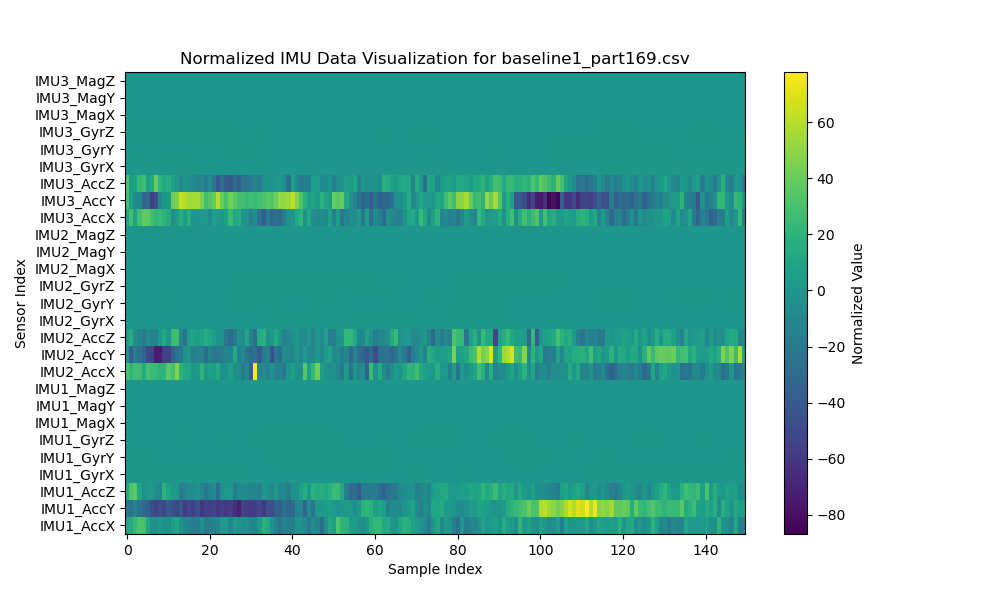 Normalized IMU Data Visualization for baseline1_part169.csv
IMU3_MagZ
IMU3_MagY
IMU3_MagX
IMU3_GyrZ
IMU3_GyrY
IMU3_GyrX
IMU3_AccZ
IMU3_AccY
IMU3_AccX
IMU2_MagZ
IMU2_MagY
IMU2_MagX
IMU2_GyrZ
IMU2_GyrY
IMU2_GyrX
IMU2_AccZ
IMU2_AccY
IMU2_AccX
IMU1_MagZ
IMU1_MagY
IMU1_MagX
IMU1_GyrZ
IMU1_GyrY
IMU1_GyrX
IMU1_AccZ
IMU1_AccY
IMU1_AccX
Sensor Index
0 20 40 60 80 100 120 140
Sample Index
60
40
20
0
−20
−40
−60
−80
Normalized Value